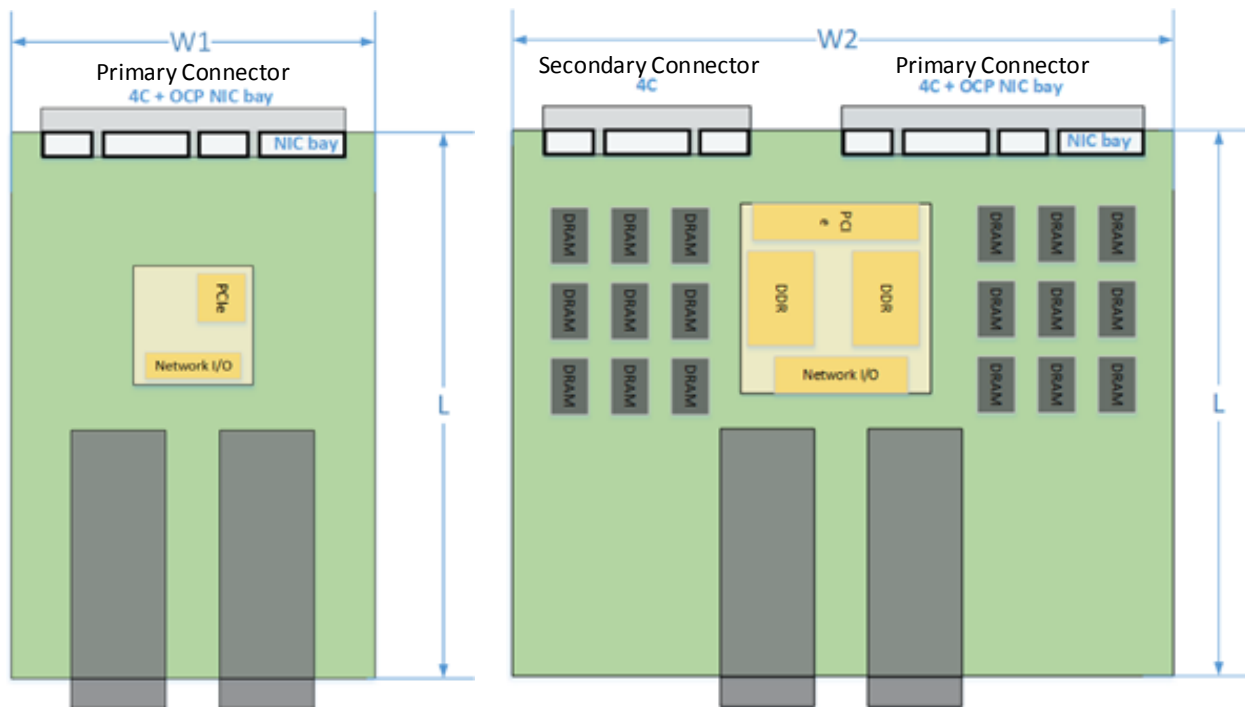 W1
Primary Connector
4C + OCP NIC bay
NIC bay
PCIe
Network I/O
L
W2
Secondary Connector
4C
Primary Connector
4C + OCP NIC bay
NIC bay
DRAM DRAM DRAM
DRAM DRAM DRAM
DRAM DRAM DRAM
PCI
e
DDR DDR
Network I/O
DRAM DRAM DRAM
DRAM DRAM DRAM
DRAM DRAM DRAM
L